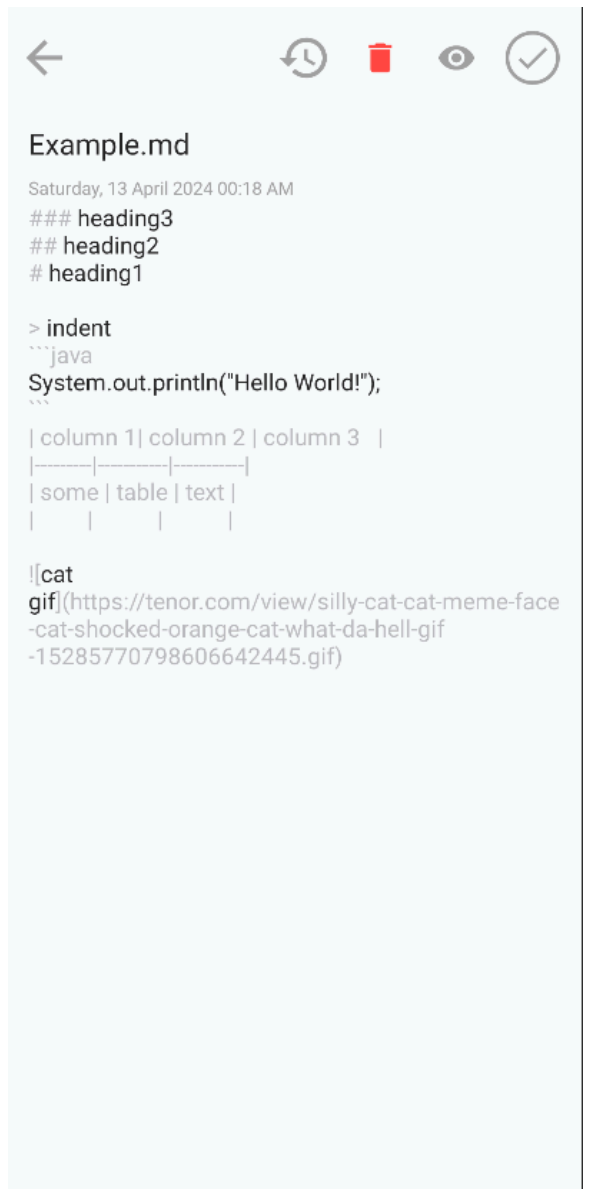 Example.md
Saturday, 13 April 2024 00:18 AM
### heading3
## heading2
# heading1
> indent
```java
System.out.println("Hello World!");
```
| column 1| column 2 | column 3   |
|---------|-----------|-----------|
| some | table | text |
|         |           |           |
![cat
gif](https://tenor.com/view/silly-cat-cat-meme-face
-cat-shocked-orange-cat-what-da-hell-gif
-15285770798606642445.gif)